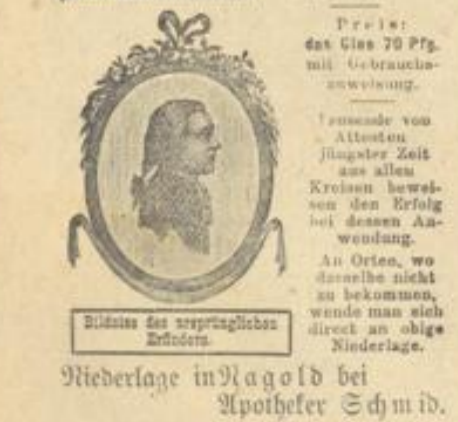 Preis:
das Glas 70 Pfg.
mit Gebrauchs-
anweisung.
Tausende von
Attesten
jüngster Zeit
aus allen
Kreisen bewei-
sen den Erfolg
bei dessen An-
wendung.
An Orten, wo
dasselbe nicht
zu bekommen,
wende man sich
direct an obige
Niederlage.
Bildniss des ursprünglichen
Erfinders.
Niederlage in Nagold bei
Apotheker Schmid.